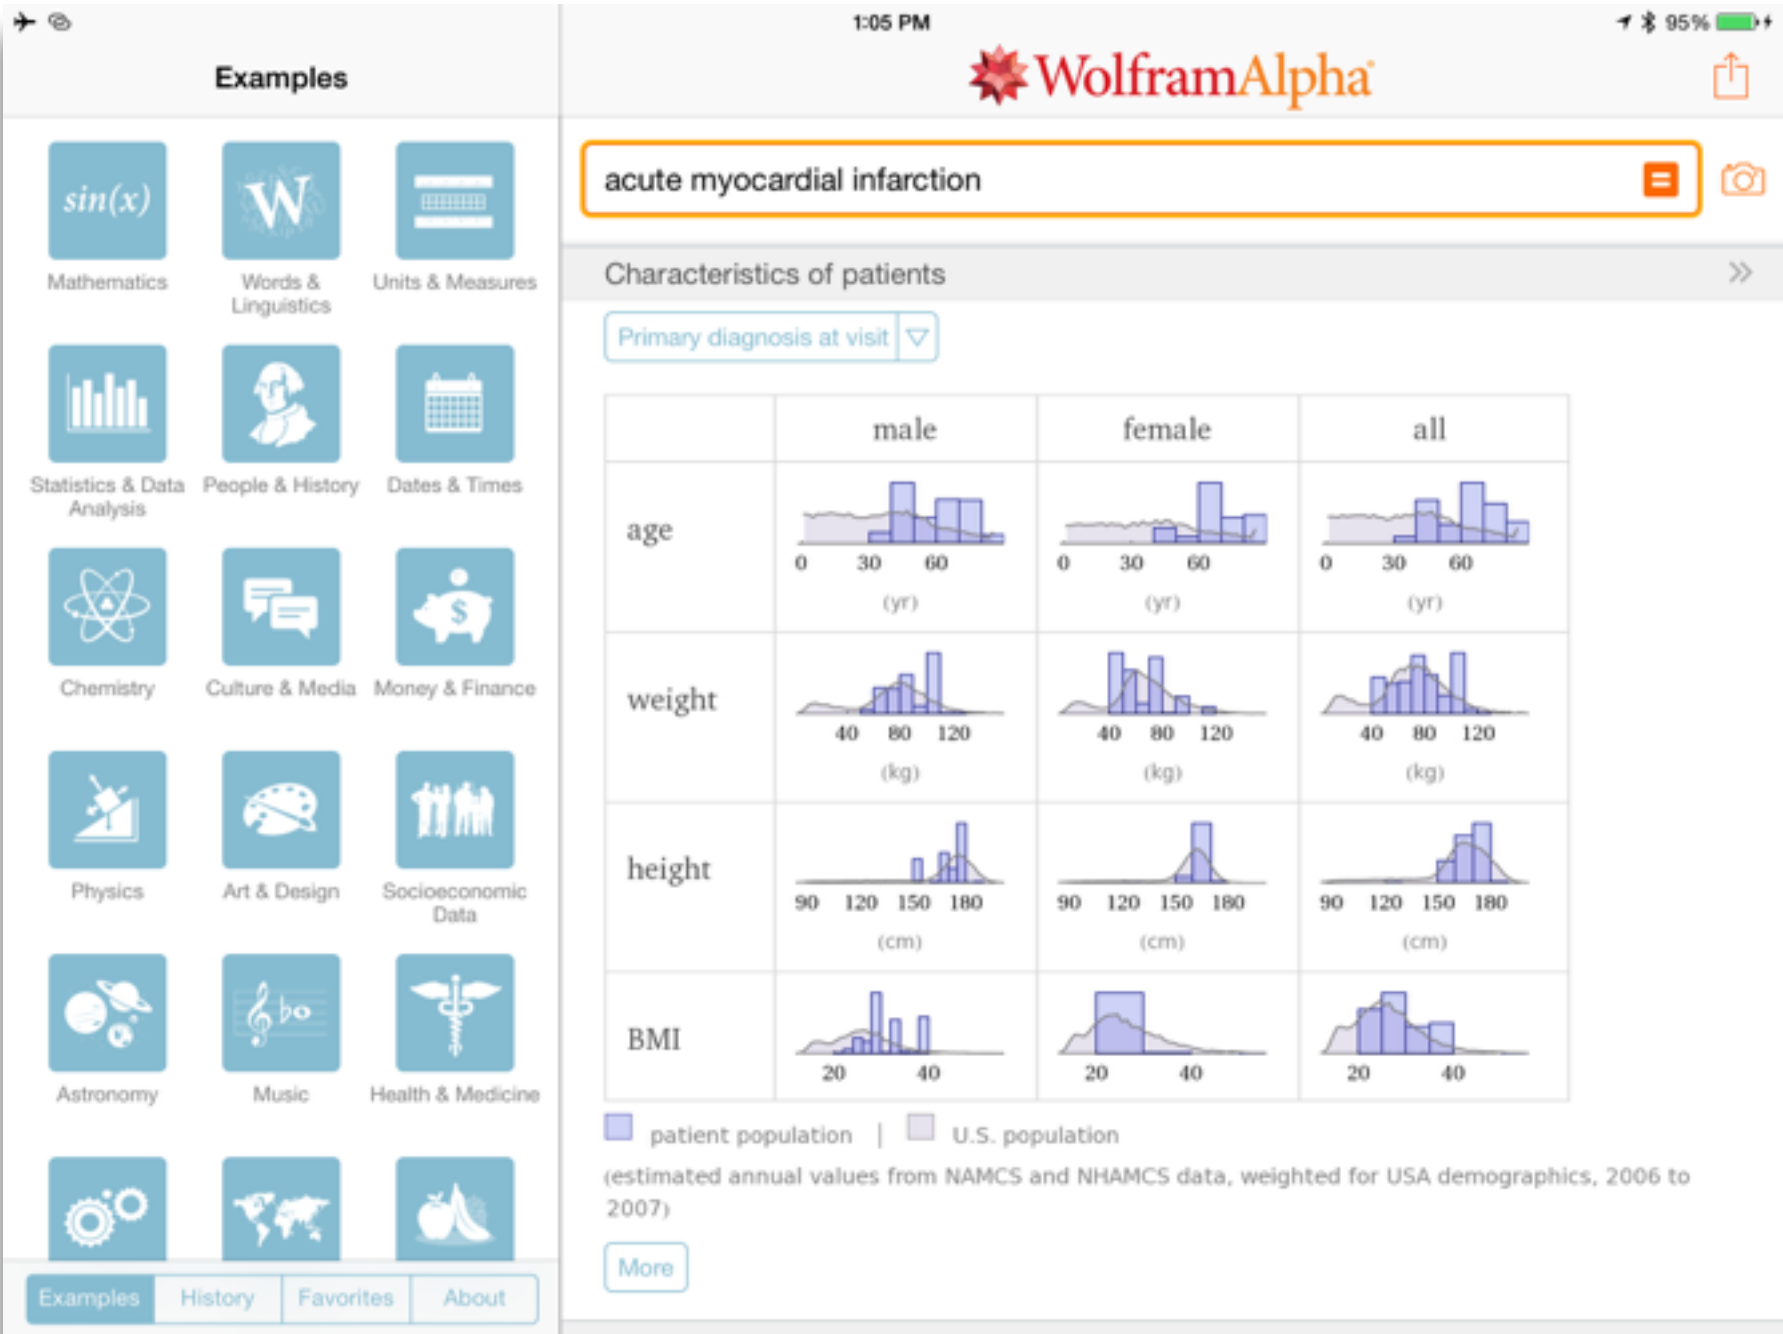 1:05 PM
95%
Examples
WolframAlpha
sin(x)
W
Mathematics
Words &
Linguistics
Units & Measures
Statistics & Data
Analysis
People & History
Dates & Times
$
Chemistry
Culture & Media
Money & Finance
Physics
Art & Design
Socioeconomic
Data
Astronomy
Music
Health & Medicine
Examples History Favorites About
acute myocardial infarction
=
Characteristics of patients
Primary diagnosis at visit
male female all
age
0 30 60
(yr)
0 30 60
(yr)
0 30 60
(yr)
weight
40 80 120
(kg)
40 80 120
(kg)
40 80 120
(kg)
height
90 120 150 180
(cm)
90 120 150 180
(cm)
90 120 150 180
(cm)
BMI
20 40
20 40
20 40
patient population | U.S. population
(estimated annual values from NAMCS and NHAMCS data, weighted for USA demographics, 2006 to
2007)
More